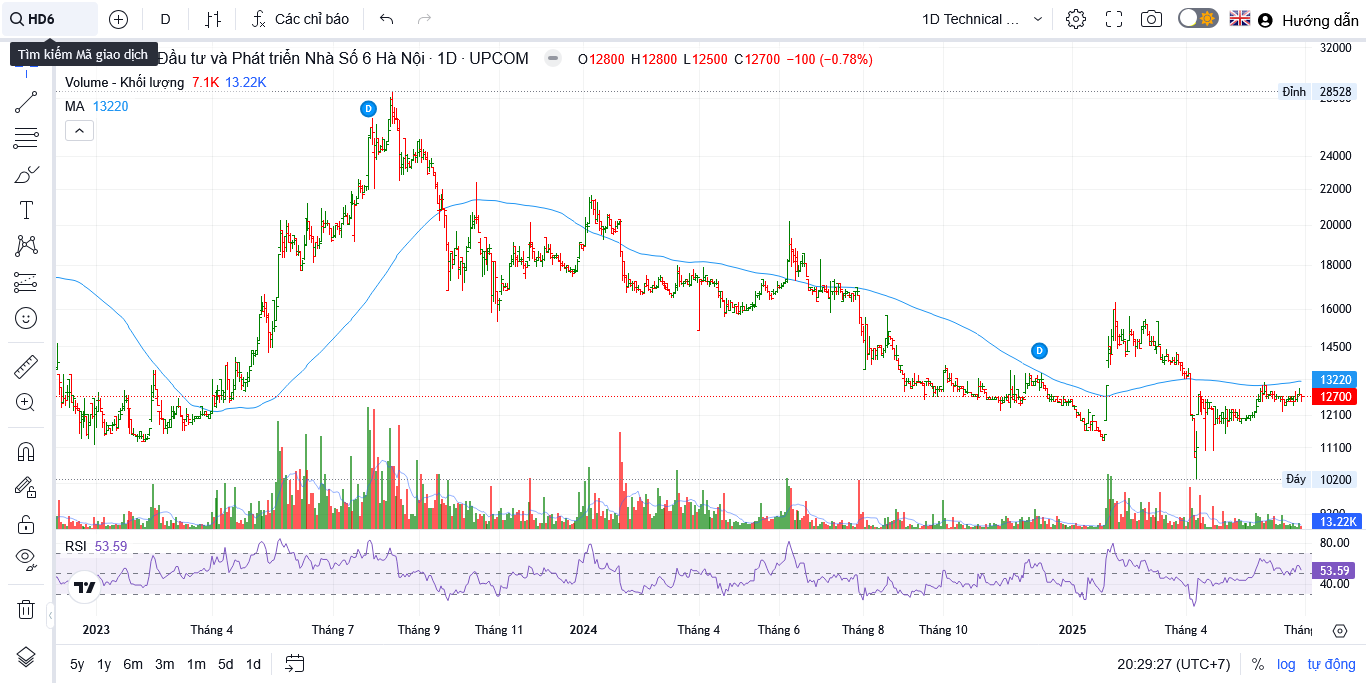 HD6 D Các chỉ báo 1D Technical ... Hướng dẫn
Tìm kiếm Mã giao dịch
Đầu tư và Phát triển Nhà Số 6 Hà Nội · 1D · UPCOM O12800 H12800 L12500 C12700 −100 (−0.78%)
Volume - Khối lượng 7.1K 13.22K
MA 13220
D
D
32000
Đỉnh 28528
24000
22000
20000
18000
16000
14500
13220
12700
12100
11100
Đáy 10200
13.22K
RSI 53.59
80.00
53.59
40.00
2023 Tháng 4 Tháng 7 Tháng 9 Tháng 11 2024 Tháng 4 Tháng 6 Tháng 8 Tháng 10 2025 Tháng 4
5y 1y 6m 3m 1m 5d 1d 20:29:27 (UTC+7) % log tự động